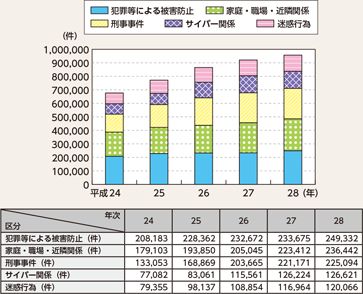 犯罪等による被害防止 家庭・職場・近隣関係
刑事事件 サイバー関係 迷惑行為
(件)
1,000,000
900,000
800,000
700,000
600,000
500,000
400,000
300,000
200,000
100,000
0
平成24 25 26 27 28 (年)
区分 年次 24 25 26 27 28
犯罪等による被害防止（件） 208,183 228,362 232,672 233,675 249,332
家庭・職場・近隣関係（件） 179,103 193,850 205,045 223,412 236,442
刑事事件（件） 133,053 168,869 203,665 221,171 225,094
サイバー関係（件） 77,082 83,061 115,561 126,224 126,621
迷惑行為（件） 79,355 98,137 108,854 116,964 120,066